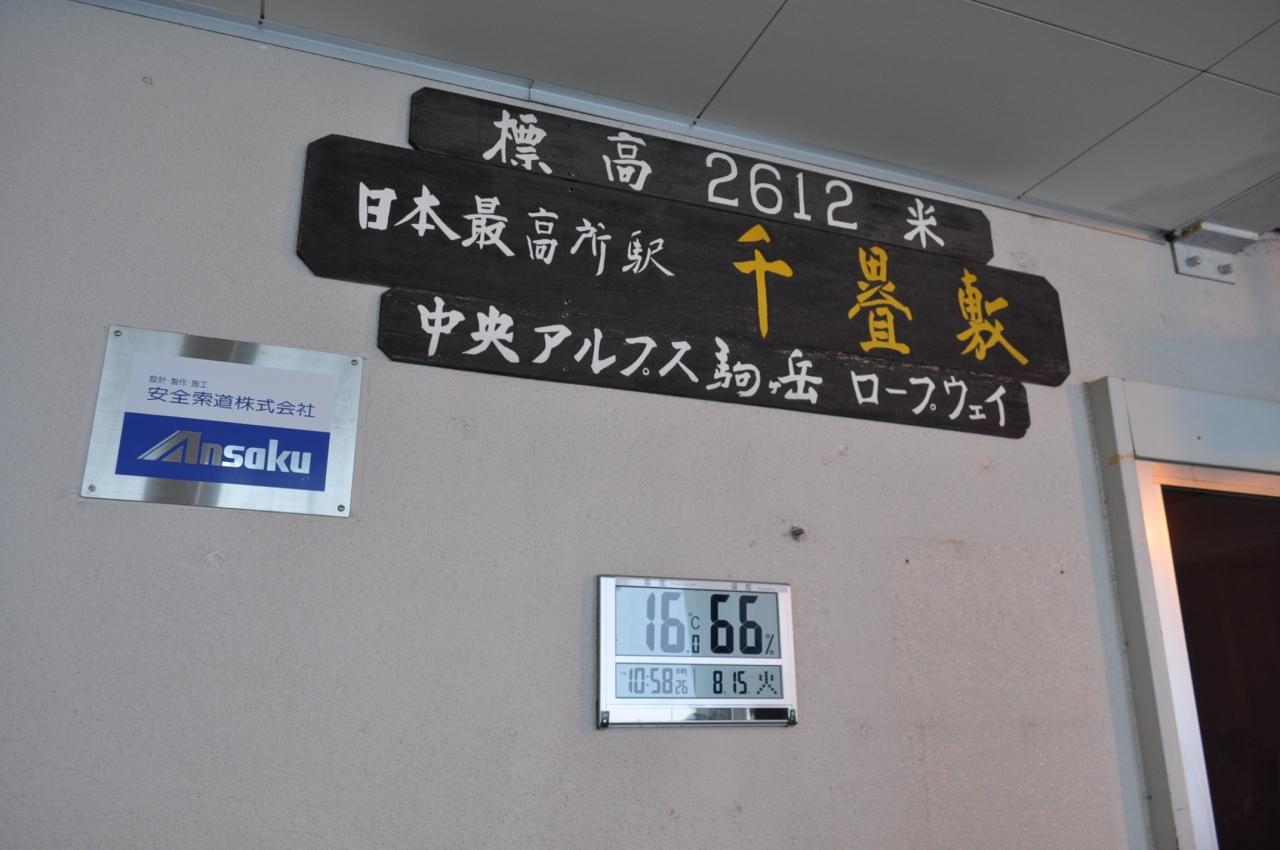 標高 2612 米
日本最高所駅 千畳敷
中央アルプス駒ヶ岳 ロープウェイ
設計・製作・施工
安全索道株式会社
Ansaku
16.0℃ 66%
10:58 26 8.15. 火